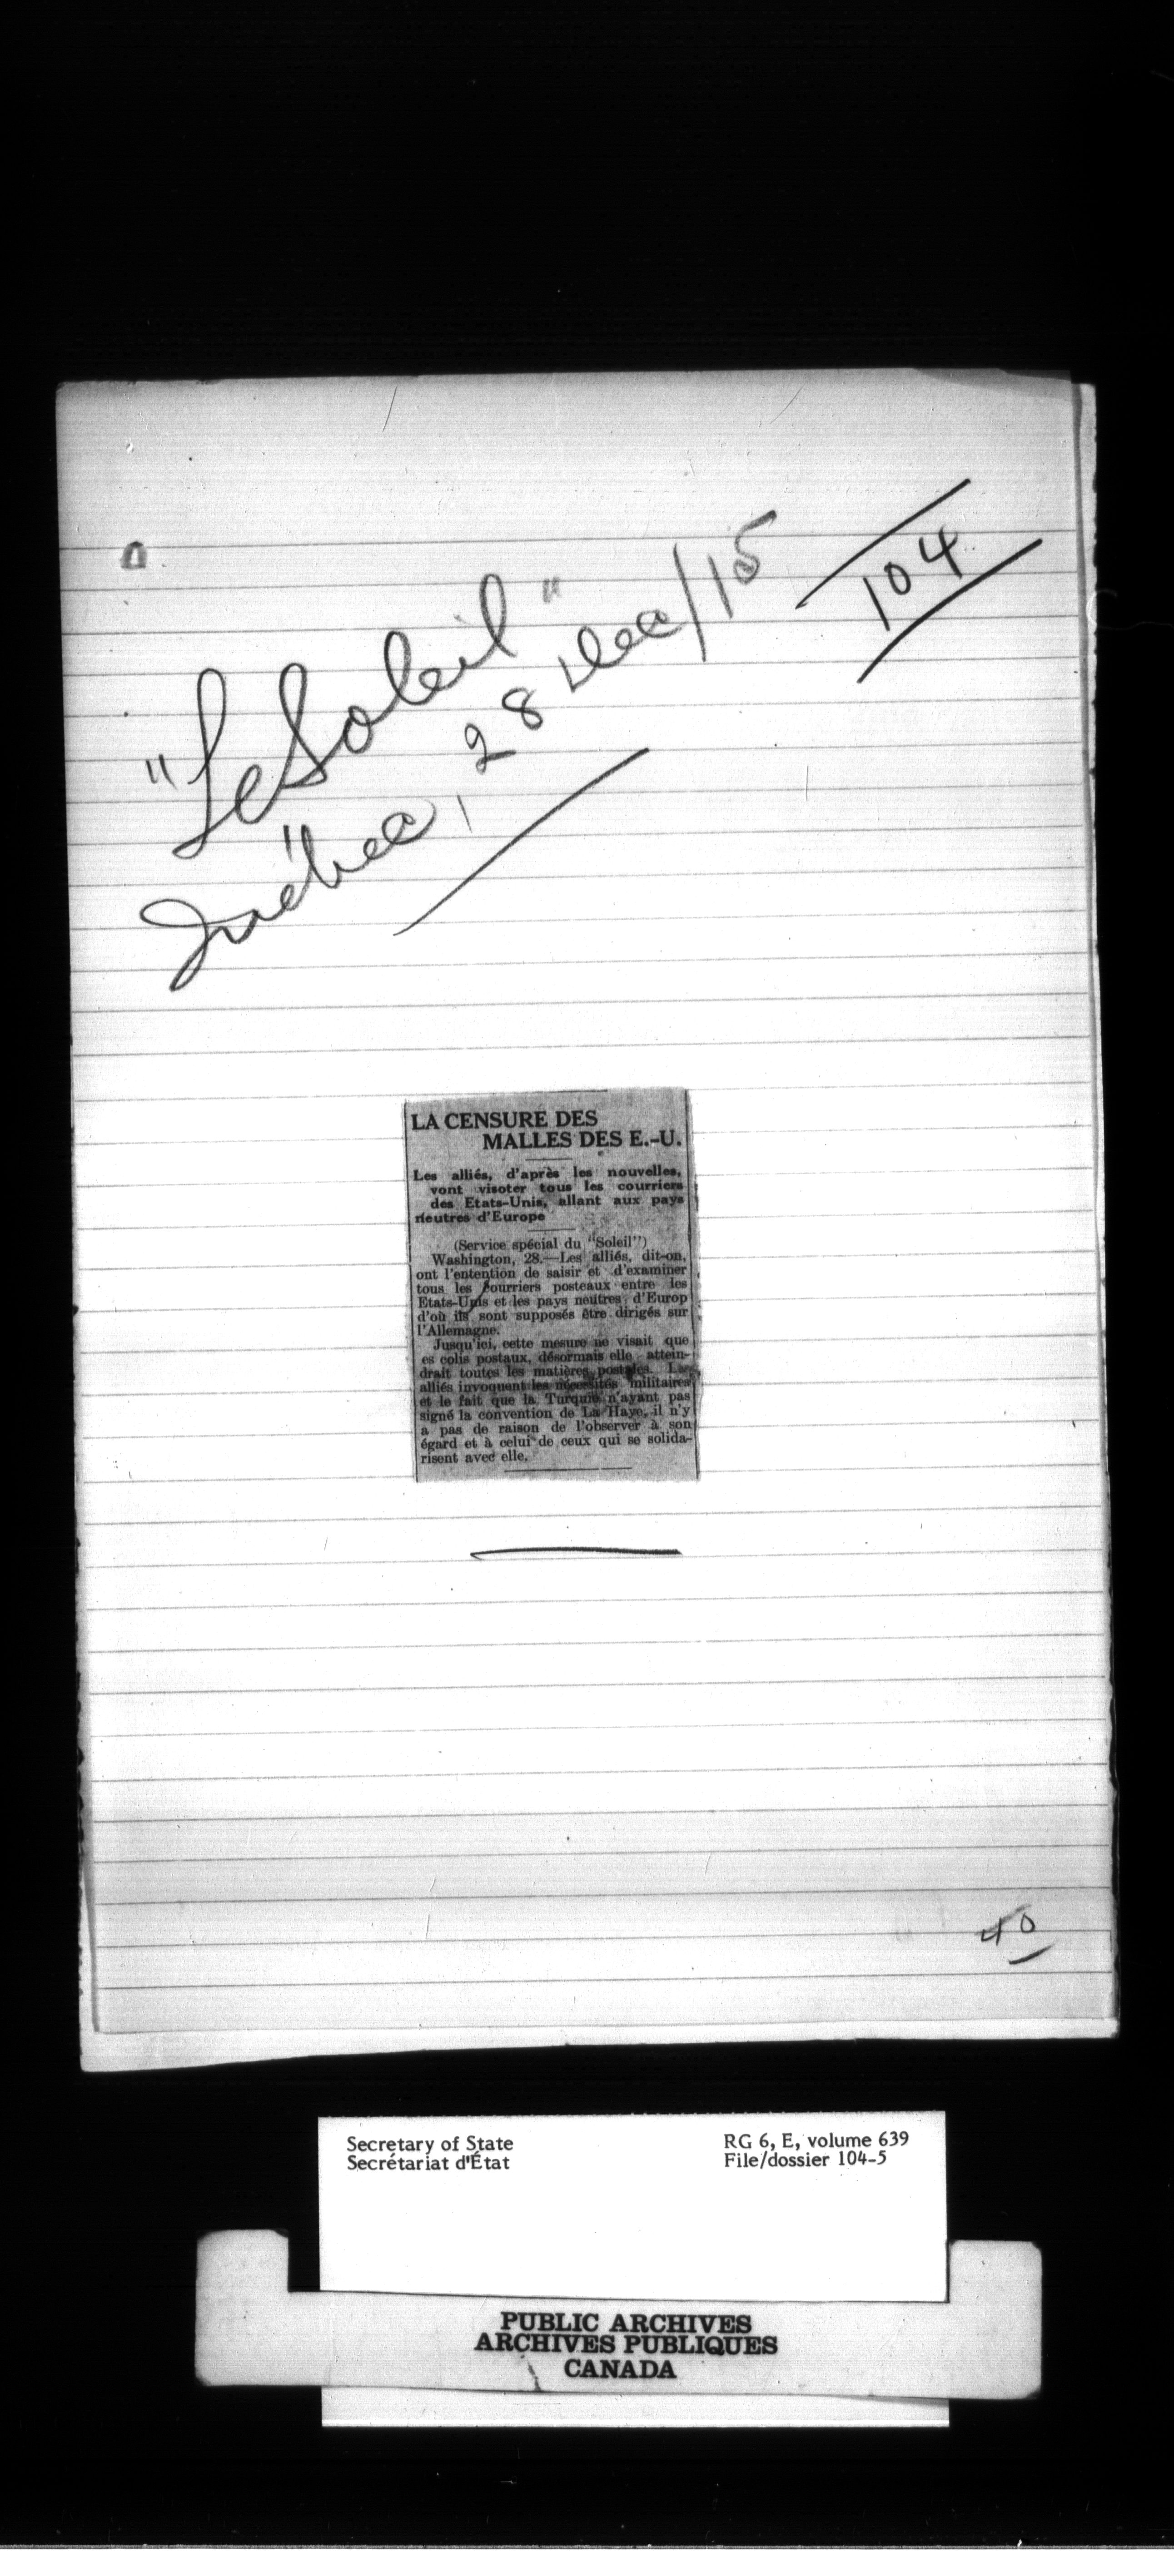 104
"Le Soleil"
Québec, 28 Dec/15
LA CENSURE DES
MALLES DES E.-U.
Les alliés, d'après les nouvelles,
vont visoter tous les courriers
des Etats-Unis, allant aux pays
neutres d'Europe
(Service spécial du "Soleil")
Washington, 28.—Les alliés, dit-on,
ont l'entention de saisir et d'examiner
tous les courriers posteaux entre les
Etats-Unis et les pays neutres d'Europ
d'où ils sont supposés être dirigés sur
l'Allemagne.
Jusqu'ici, cette mesure ne visait que
es colis postaux, désormais elle attein-
drait toutes les matières postales. Les
alliés invoquent les nécessités militaires
et le fait que la Turquie n'ayant pas
signé la convention de La Haye, il n'y
a pas de raison de l'observer à son
égard et à celui de ceux qui se solida-
risent avec elle.
40
Secretary of State
Secrétariat d'État
RG 6, E, volume 639
File/dossier 104-5
PUBLIC ARCHIVES
ARCHIVES PUBLIQUES
CANADA